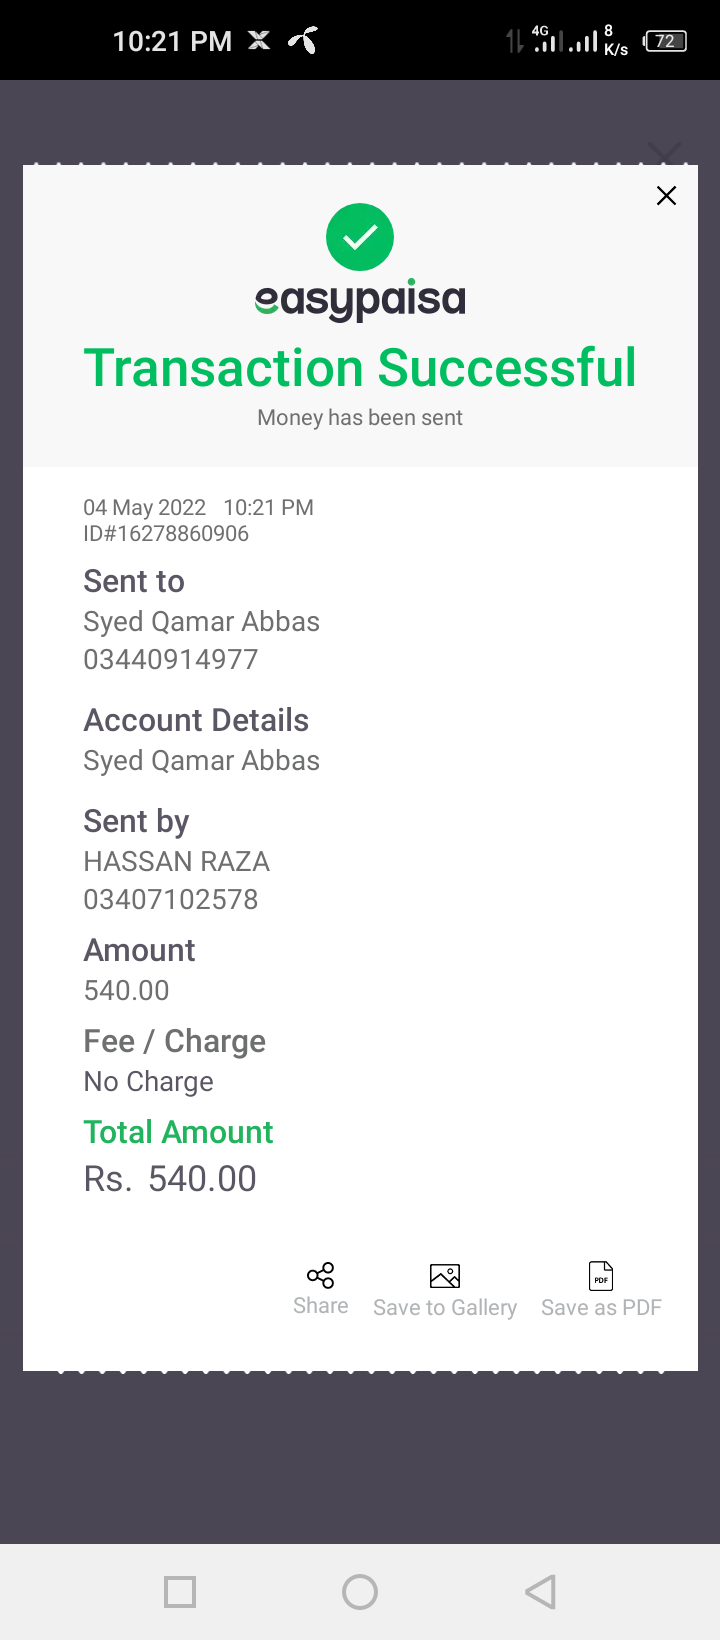 10:21 PM
4G
8
K/s
72
easypaisa
Transaction Successful
Money has been sent
04 May 2022 10:21 PM
ID#16278860906
Sent to
Syed Qamar Abbas
03440914977
Account Details
Syed Qamar Abbas
Sent by
HASSAN RAZA
03407102578
Amount
540.00
Fee / Charge
No Charge
Total Amount
Rs. 540.00
PDF
Share Save to Gallery Save as PDF